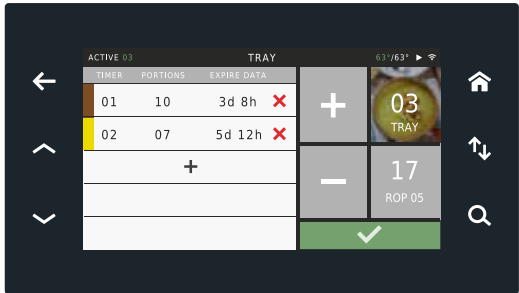 ACTIVE 03 TRAY 63°/63°
TIMER PORTIONS EXPIRE DATA
01 10 3d 8h
02 07 5d 12h
03
TRAY
17
ROP 05